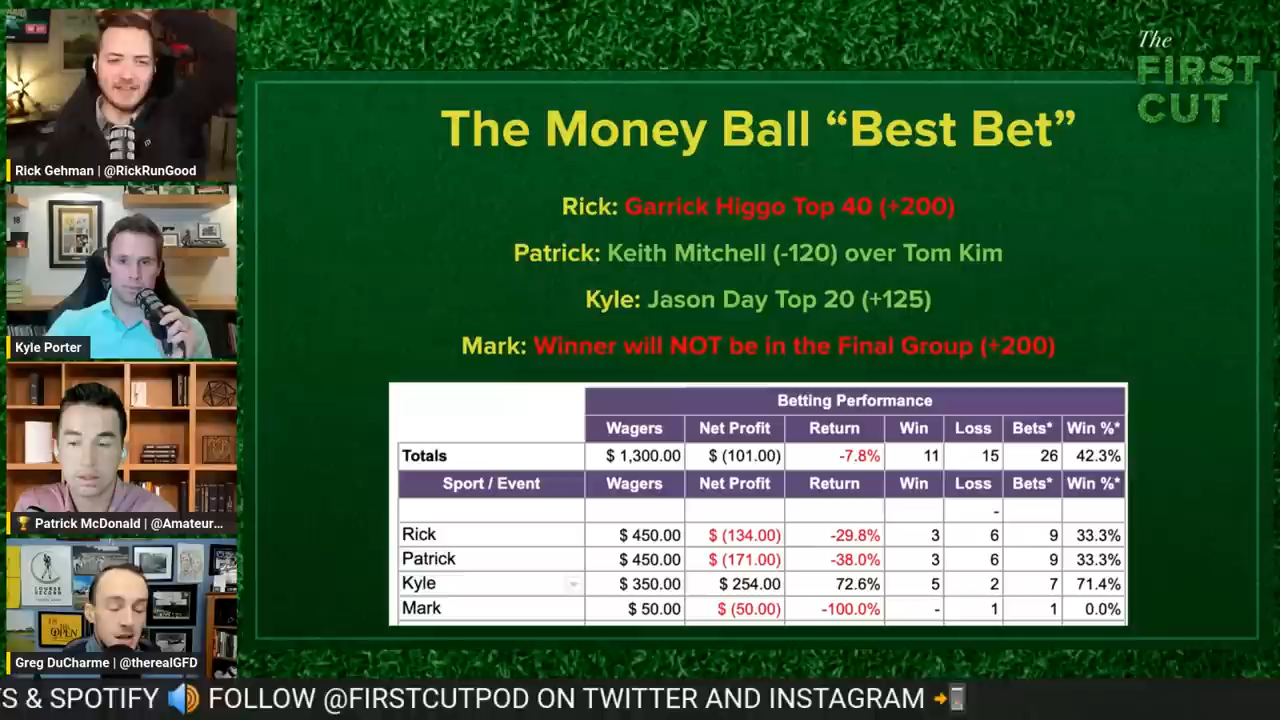 The
FIRST
CUT
The Money Ball “Best Bet”
Rick: Garrick Higgo Top 40 (+200)
Patrick: Keith Mitchell (-120) over Tom Kim
Kyle: Jason Day Top 20 (+125)
Mark: Winner will NOT be in the Final Group (+200)
Betting Performance
Wagers Net Profit Return Win Loss Bets* Win %*
Totals $ 1,300.00 $ (101.00) -7.8% 11 15 26 42.3%
Sport / Event Wagers Net Profit Return Win Loss Bets* Win %*
-
Rick $ 450.00 $ (134.00) -29.8% 3 6 9 33.3%
Patrick $ 450.00 $ (171.00) -38.0% 3 6 9 33.3%
Kyle $ 350.00 $ 254.00 72.6% 5 2 7 71.4%
Mark $ 50.00 $ (50.00) -100.0% - 1 1 0.0%
Rick Gehman | @RickRunGood
Kyle Porter
🏆 Patrick McDonald | @Amateur...
Greg DuCharme | @therealGFD
S & SPOTIFY 🔊 FOLLOW @FIRSTCUTPOD ON TWITTER AND INSTAGRAM 📲